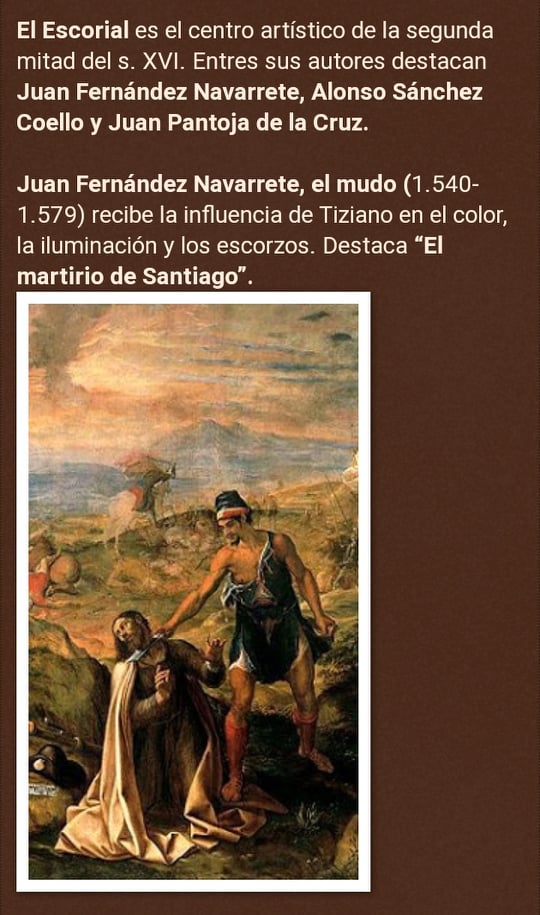 El Escorial es el centro artístico de la segunda
mitad del s. XVI. Entres sus autores destacan
Juan Fernández Navarrete, Alonso Sánchez
Coello y Juan Pantoja de la Cruz.
Juan Fernández Navarrete, el mudo (1.540-
1.579) recibe la influencia de Tiziano en el color,
la iluminación y los escorzos. Destaca “El
martirio de Santiago”.